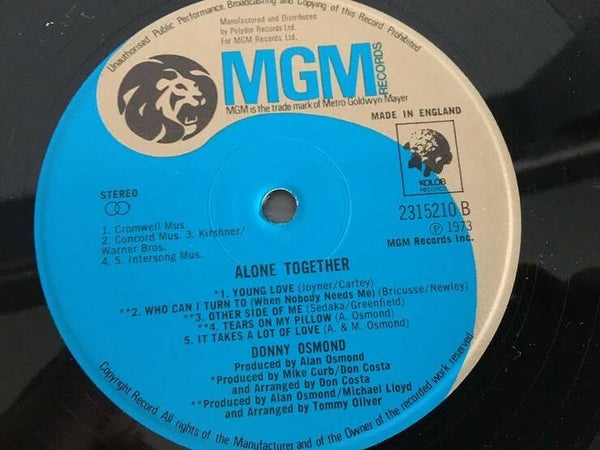 Unauthorised Public Performance, Broadcasting and Copying of this Record Prohibited
Manufactured and Distributed
by Polydor Records Ltd.
For MGM Records Ltd.
MGM
RECORDS
MGM is the trade mark of Metro-Goldwyn-Mayer
MADE IN ENGLAND
KOLOB
RECORDS
STEREO
2315210 B
℗ 1973
MGM Records Inc.
1. Cromwell Mus.
2. Concord Mus. 3. Kirshner/
Warner Bros.
4. 5. Intersong Mus.
ALONE TOGETHER
*1. YOUNG LOVE (Joyner/Cartey)
**2. WHO CAN I TURN TO (When Nobody Needs Me) (Bricusse/Newley)
**3. OTHER SIDE OF ME (Sedaka/Greenfield)
**4. TEARS ON MY PILLOW (A. Osmond)
5. IT TAKES A LOT OF LOVE (A. & M. Osmond)
DONNY OSMOND
Produced by Alan Osmond
*Produced by Mike Curb/Don Costa
and Arranged by Don Costa
**Produced by Alan Osmond/Michael Lloyd
and Arranged by Tommy Oliver
Copyright Record All rights of the Manufacturer and of the Owner of the recorded work reserved